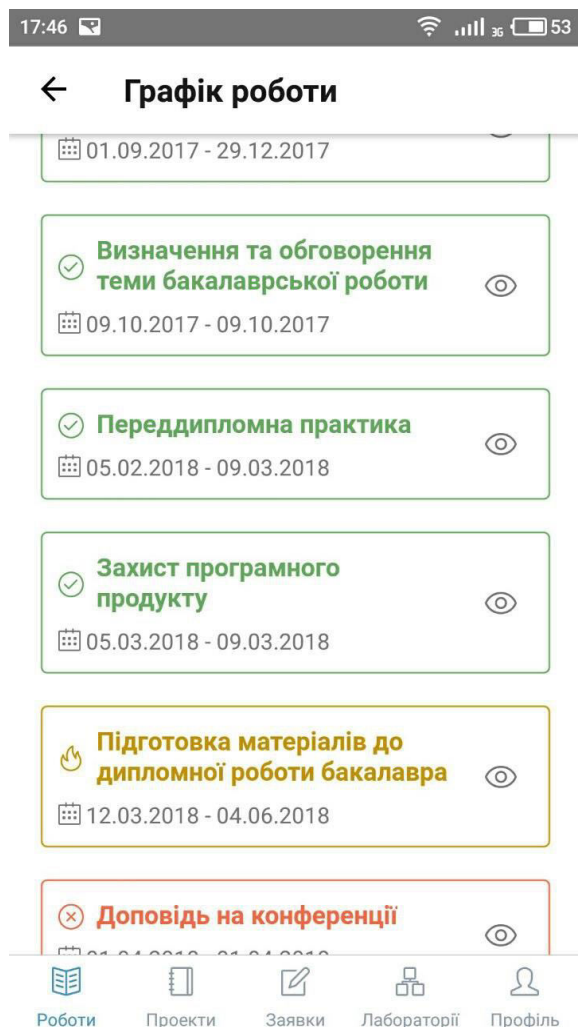 17:46 3G 53
Графік роботи
01.09.2017 - 29.12.2017
Визначення та обговорення
теми бакалаврської роботи
09.10.2017 - 09.10.2017
Переддипломна практика
05.02.2018 - 09.03.2018
Захист програмного
продукту
05.03.2018 - 09.03.2018
Підготовка матеріалів до
дипломної роботи бакалавра
12.03.2018 - 04.06.2018
Доповідь на конференції
Роботи Проекти Заявки Лабораторії Профіль